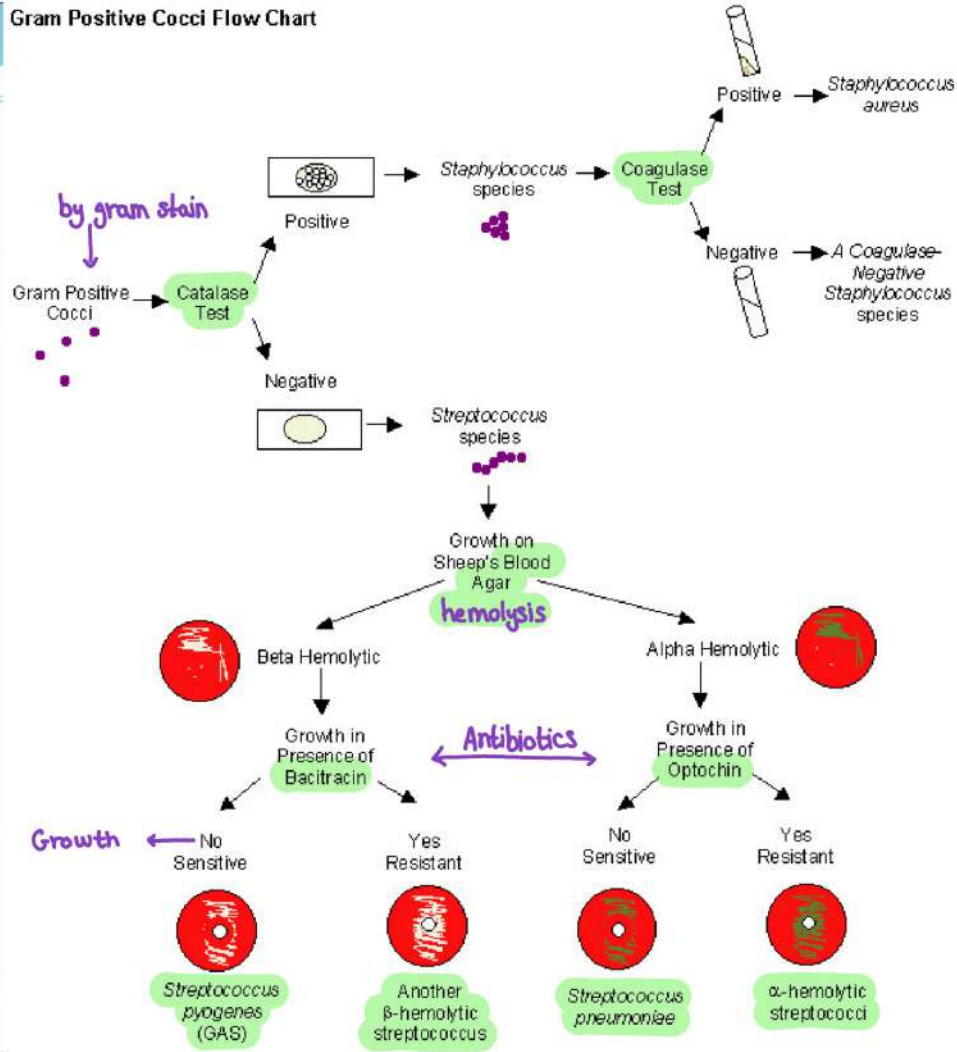 Gram Positive Cocci Flow Chart
Positive
Staphylococcus
aureus
Staphylococcus
species
Coagulase
Test
by gram stain
Positive
Negative
A Coagulase-
Negative
Staphylococcus
species
Gram Positive
Cocci
Catalase
Test
Negative
Streptococcus
species
Growth on
Sheep's Blood
Agar
hemolysis
Beta Hemolytic
Alpha Hemolytic
Growth in
Presence of
Bacitracin
Antibiotics
Growth in
Presence of
Optochin
Growth
No
Sensitive
Yes
Resistant
No
Sensitive
Yes
Resistant
Streptococcus
pyogenes
(GAS)
Another
β-hemolytic
streptococcus
Streptococcus
pneumoniae
α-hemolytic
streptococci